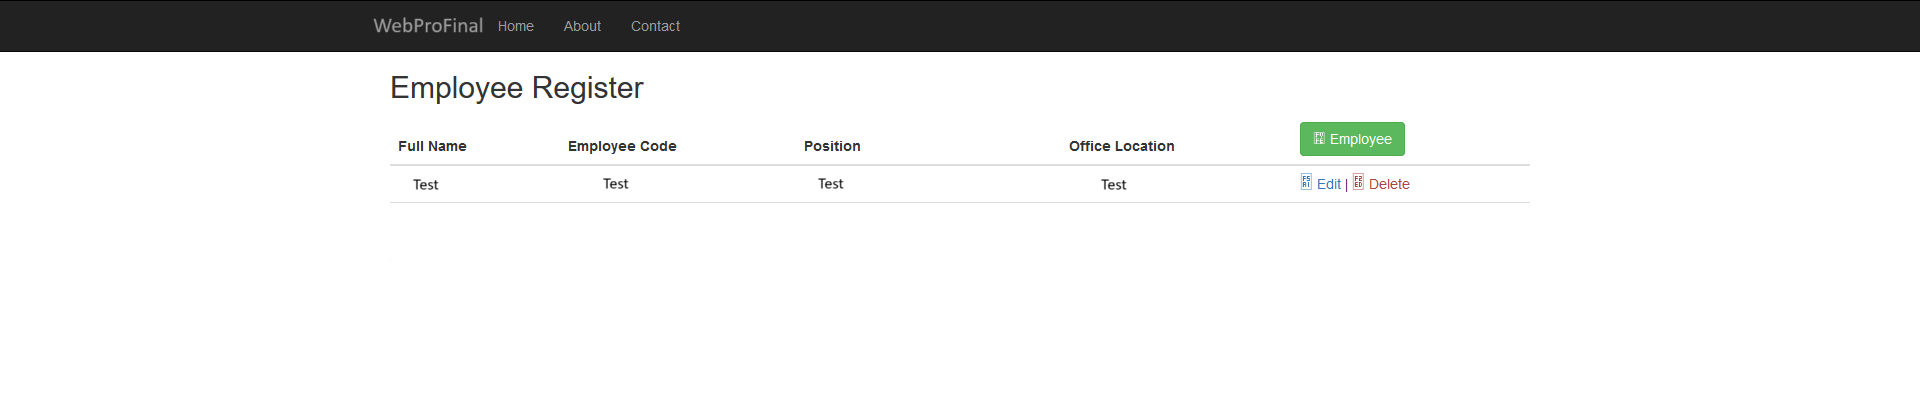 WebProFinal Home About Contact
Employee Register
Full Name Employee Code Position Office Location Employee
Test Test Test Test Edit | Delete